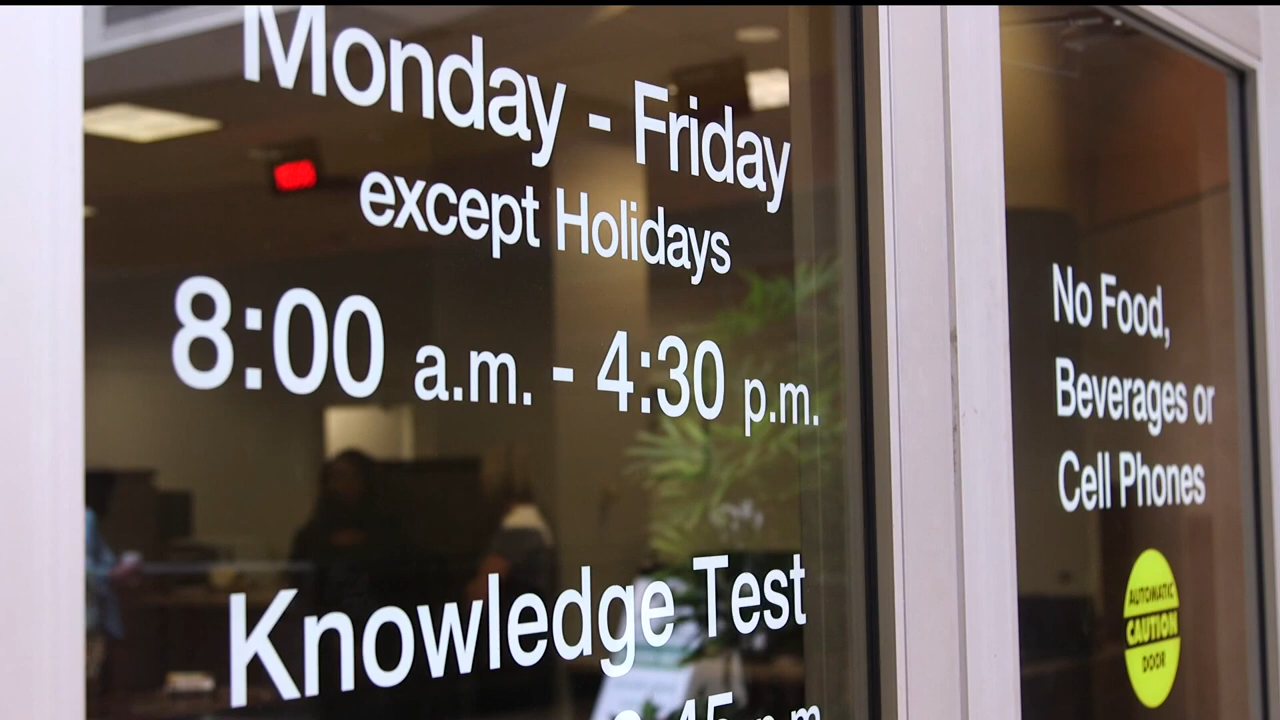 Monday - Friday
except Holidays
8:00 a.m. - 4:30 p.m.
Knowledge Test
No Food,
Beverages or
Cell Phones
AUTOMATIC
CAUTION
DOOR